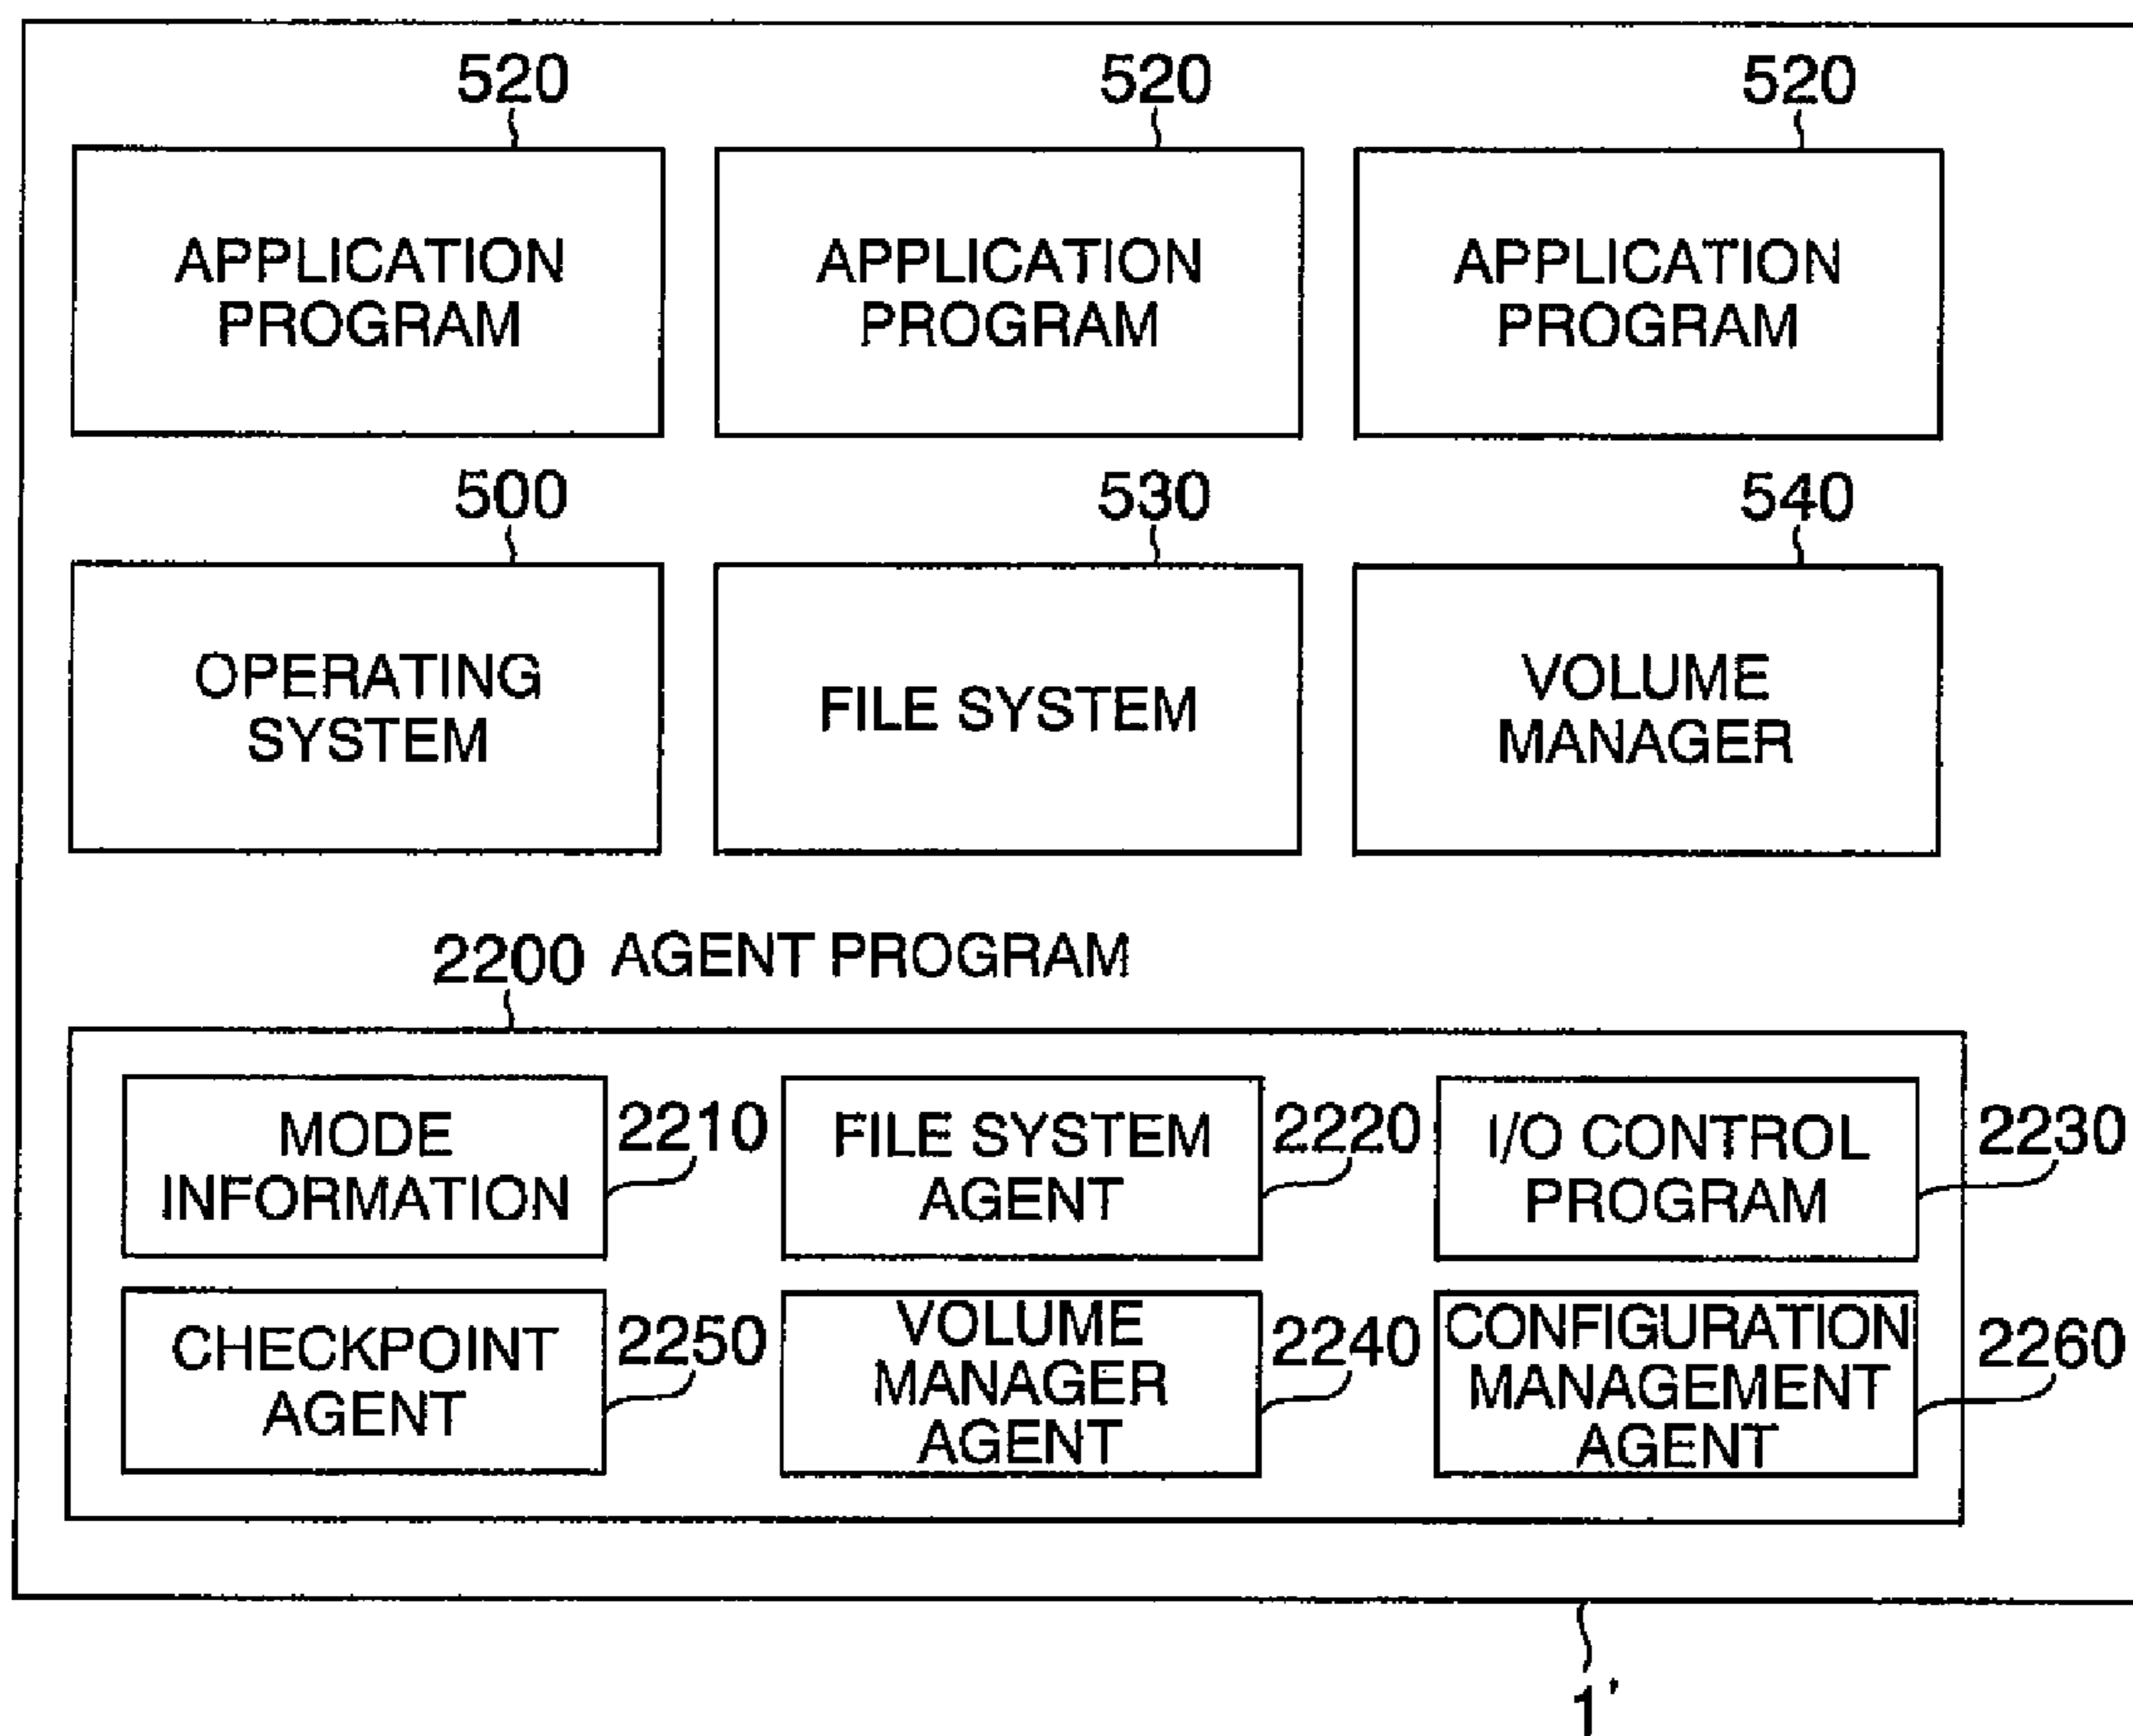 520
520
520
APPLICATION
PROGRAM
APPLICATION
PROGRAM
APPLICATION
PROGRAM
500
530
540
OPERATING
SYSTEM
FILE SYSTEM
VOLUME
MANAGER
2200 AGENT PROGRAM
MODE
INFORMATION
2210
FILE SYSTEM
AGENT
2220
I/O CONTROL
PROGRAM
2230
CHECKPOINT
AGENT
2250
VOLUME
MANAGER
AGENT
2240
CONFIGURATION
MANAGEMENT
AGENT
2260
1'